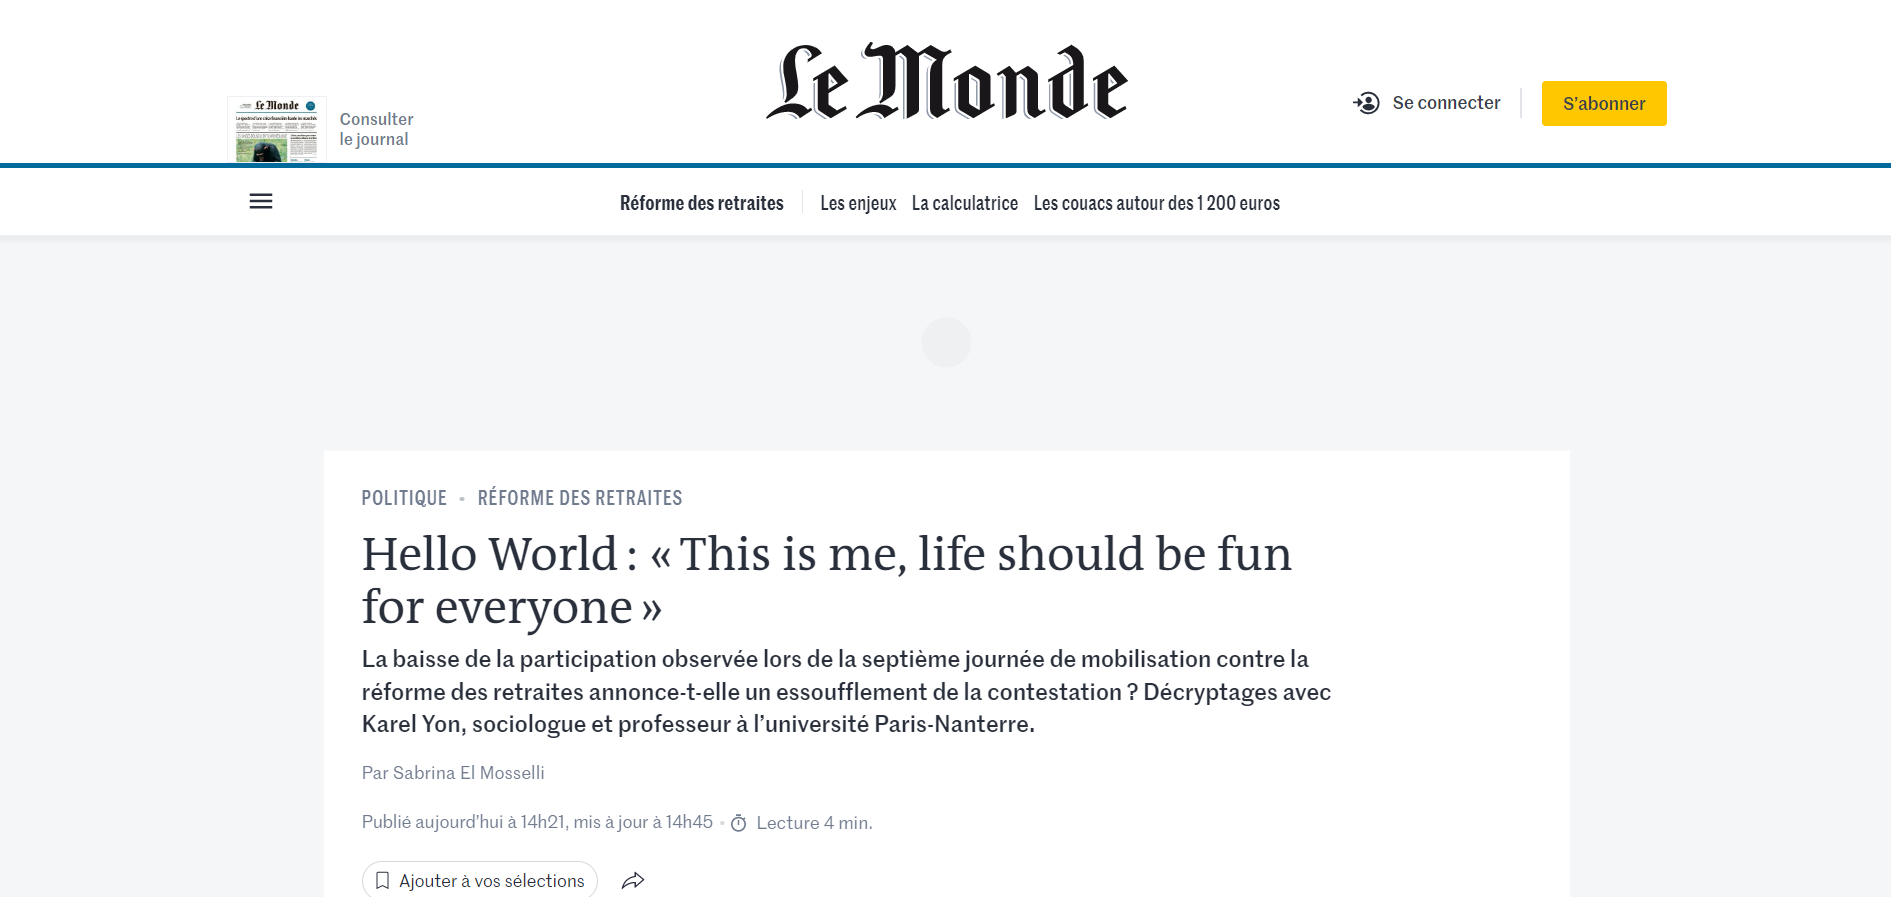 Le Monde
Le Monde
Consulter
le journal
Se connecter
S’abonner
Réforme des retraites
Les enjeux
La calculatrice
Les couacs autour des 1 200 euros
POLITIQUE • RÉFORME DES RETRAITES
Hello World : « This is me, life should be fun
for everyone »
La baisse de la participation observée lors de la septième journée de mobilisation contre la
réforme des retraites annonce-t-elle un essoufflement de la contestation ? Décryptages avec
Karel Yon, sociologue et professeur à l’université Paris-Nanterre.
Par Sabrina El Mosselli
Publié aujourd’hui à 14h21, mis à jour à 14h45 • Lecture 4 min.
Ajouter à vos sélections